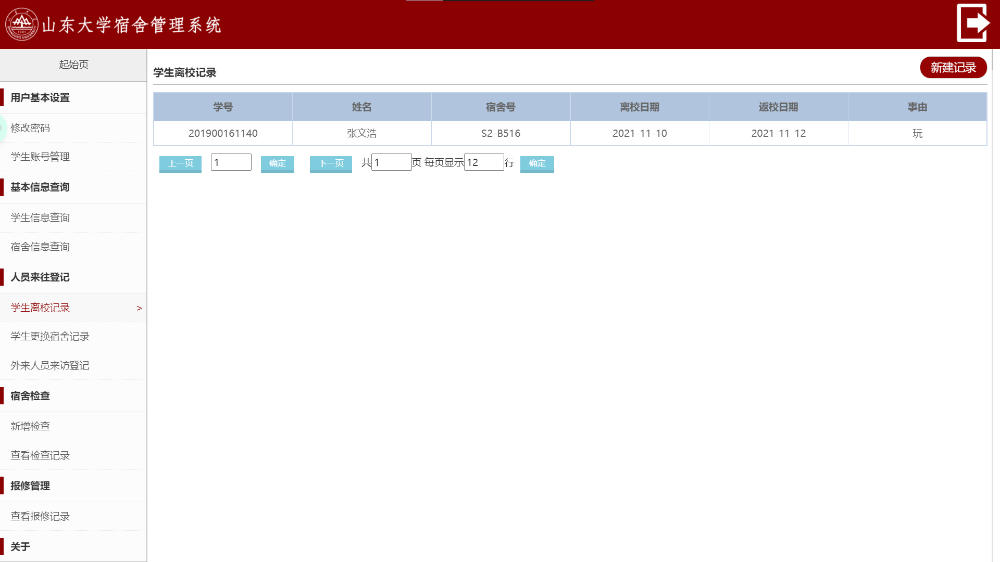 山东大学宿舍管理系统
SHANDONG UNIVERSITY
1901
起始页
用户基本设置
修改密码
学生账号管理
基本信息查询
学生信息查询
宿舍信息查询
人员来往登记
学生离校记录 >
学生更换宿舍记录
外来人员来访登记
宿舍检查
新增检查
查看检查记录
报修管理
查看报修记录
关于
学生离校记录
新建记录
学号 姓名 宿舍号 离校日期 返校日期 事由
201900161140 张文浩 S2-B516 2021-11-10 2021-11-12 玩
上一页 1 确定 下一页 共1页 每页显示12行 确定